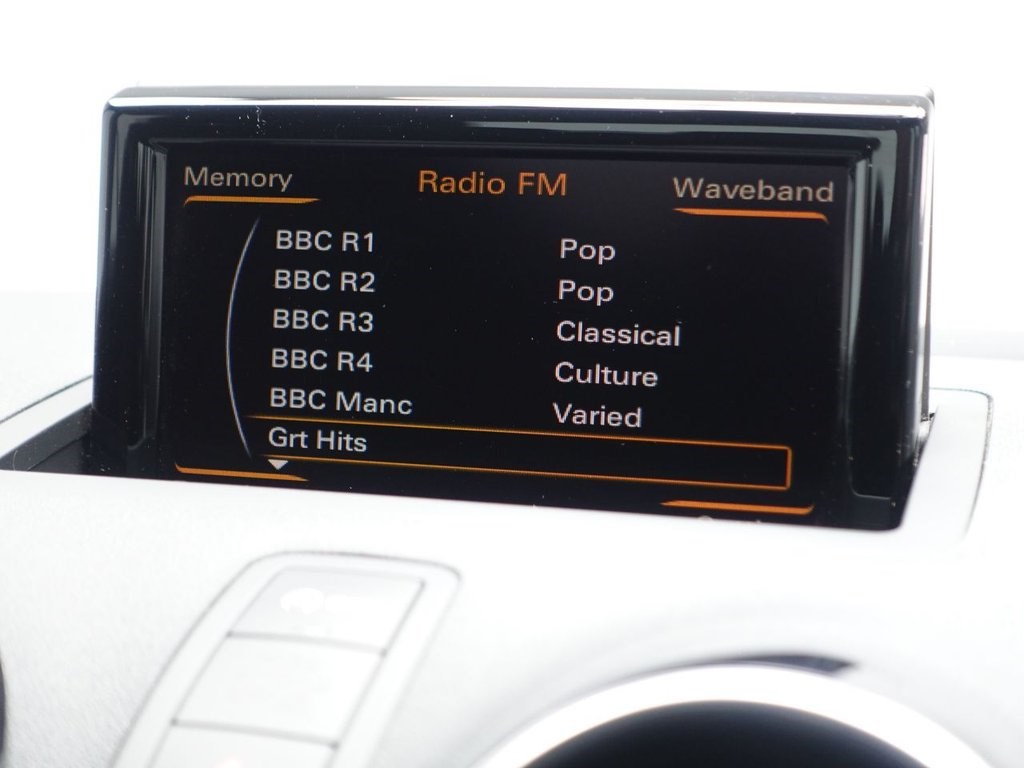 Memory Radio FM Waveband
BBC R1 Pop
BBC R2 Pop
BBC R3 Classical
BBC R4 Culture
BBC Manc Varied
Grt Hits